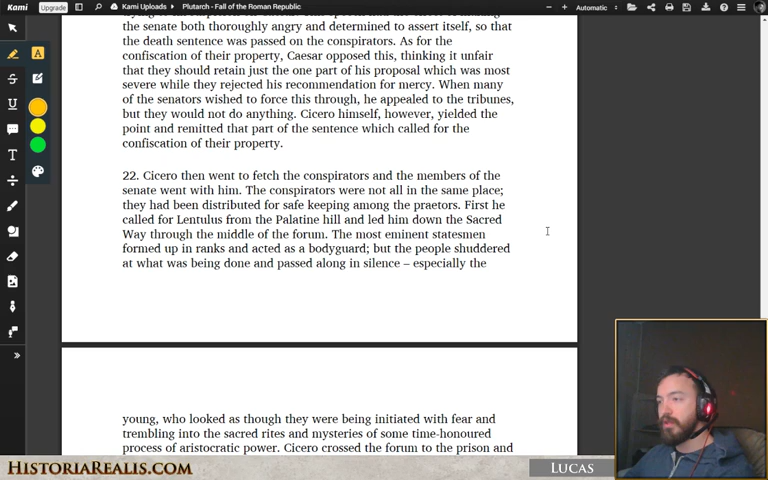 Kami
Upgrade
Kami Uploads
Plutarch - Fall of the Roman Republic
Automatic
the senate both thoroughly angry and determined to assert itself, so that
the death sentence was passed on the conspirators. As for the
confiscation of their property, Caesar opposed this, thinking it unfair
that they should retain just the one part of his proposal which was most
severe while they rejected his recommendation for mercy. When many
of the senators wished to force this through, he appealed to the tribunes,
but they would not do anything. Cicero himself, however, yielded the
point and remitted that part of the sentence which called for the
confiscation of their property.
22. Cicero then went to fetch the conspirators and the members of the
senate went with him. The conspirators were not all in the same place;
they had been distributed for safe keeping among the praetors. First he
called for Lentulus from the Palatine hill and led him down the Sacred
Way through the middle of the forum. The most eminent statesmen
formed up in ranks and acted as a bodyguard; but the people shuddered
at what was being done and passed along in silence – especially the
young, who looked as though they were being initiated with fear and
trembling into the sacred rites and mysteries of some time-honoured
process of aristocratic power. Cicero crossed the forum to the prison and
HISTORIAREALIS.COM
LUCAS